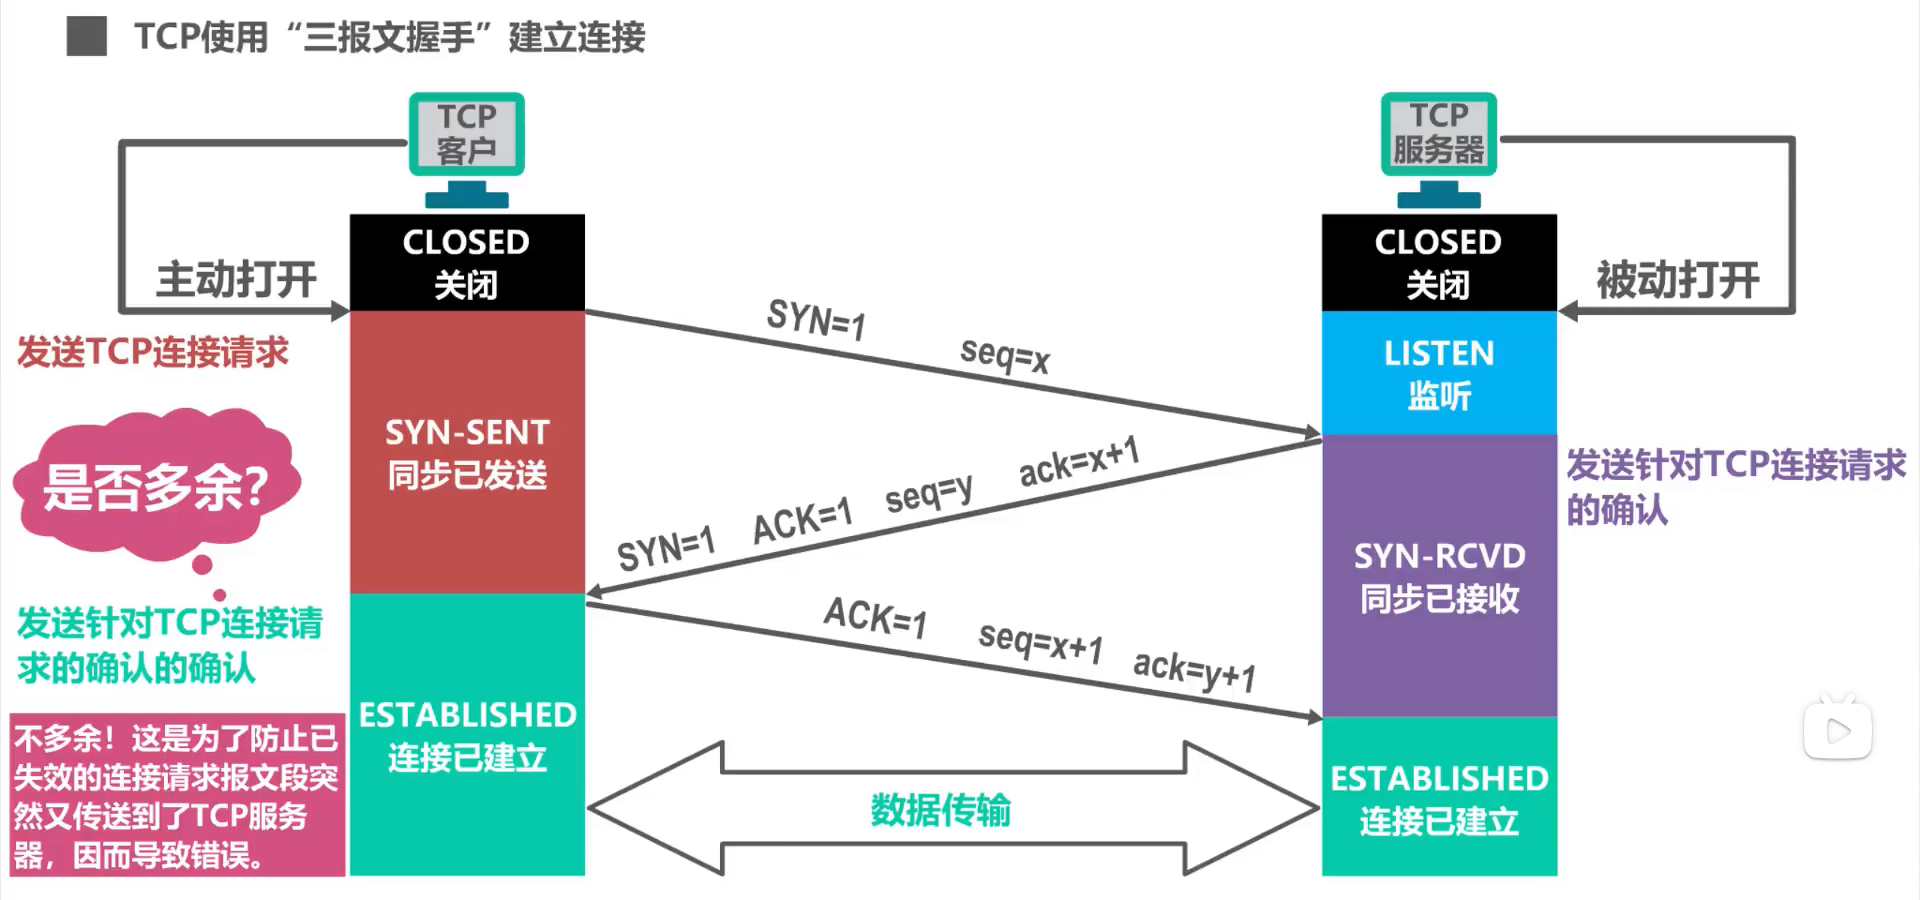 TCP使用“三报文握手”建立连接
TCP
客户
TCP
服务器
CLOSED
关闭
CLOSED
关闭
主动打开
被动打开
发送TCP连接请求
SYN=1 seq=x
LISTEN
监听
SYN-SENT
同步已发送
是否多余？
SYN=1 ACK=1 seq=y ack=x+1
发送针对TCP连接请求
的确认
SYN-RCVD
同步已接收
发送针对TCP连接请
求的确认的确认
ACK=1 seq=x+1 ack=y+1
ESTABLISHED
连接已建立
不多余！这是为了防止已
失效的连接请求报文段突
然又传送到了TCP服务
器，因而导致错误。
数据传输
ESTABLISHED
连接已建立